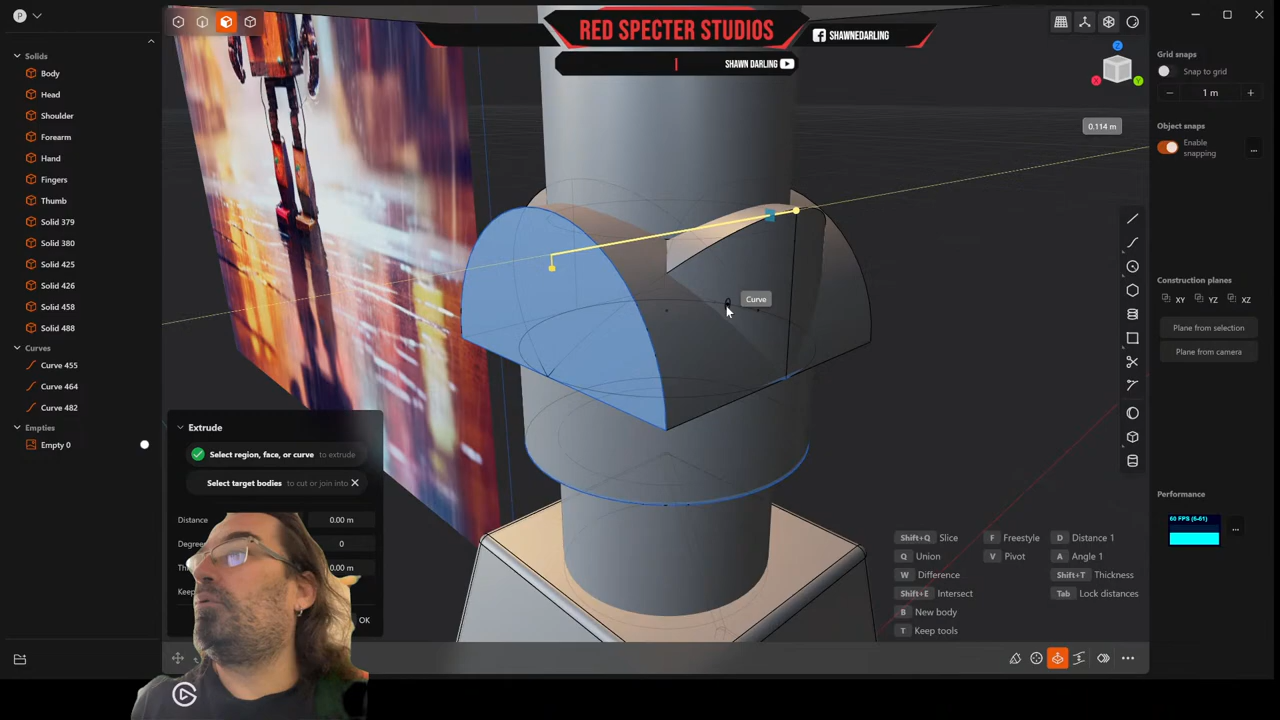 RED SPECTER STUDIOS
SHAWNEDARLING
SHAWN DARLING
Solids
Body
Head
Shoulder
Forearm
Hand
Fingers
Thumb
Solid 379
Solid 380
Solid 425
Solid 426
Solid 458
Solid 488
Curves
Curve 455
Curve 464
Curve 482
Empties
Empty 0
Extrude
Select region, face, or curve to extrude
Select target bodies to cut or join into
Distance 0.00 m
Degrees 0
0.00 m
OK
Curve
0.114 m
Z
X
Y
Shift+Q Slice
F Freestyle
D Distance 1
Q Union
V Pivot
A Angle 1
W Difference
Shift+T Thickness
Shift+E Intersect
Tab Lock distances
B New body
T Keep tools
Grid snaps
Snap to grid
1 m
Object snaps
Enable
snapping
Construction planes
XY YZ XZ
Plane from selection
Plane from camera
Performance
60 FPS (6-61)